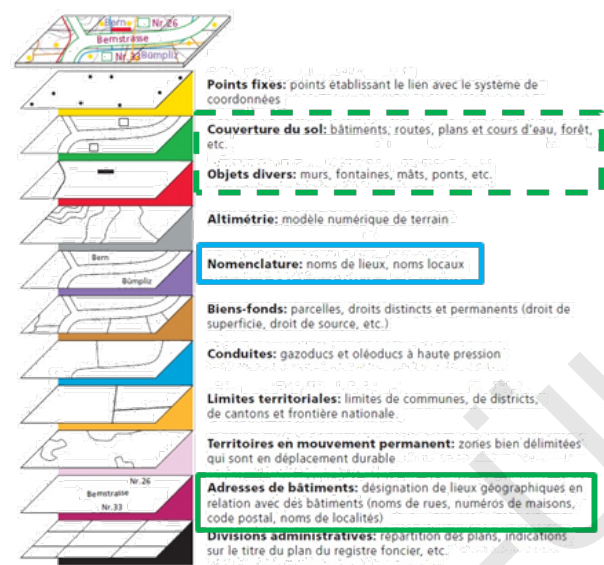 Bern Nr.26
Bernstrasse
Nr.33 Bümpliz
Points fixes: points établissant le lien avec le système de
coordonnées
Couverture du sol: bâtiments, routes, plans et cours d'eau, forêt,
etc.
Objets divers: murs, fontaines, mâts, ponts, etc.
Altimétrie: modèle numérique de terrain
Bern
Bümpliz
Nomenclature: noms de lieux, noms locaux
Biens-fonds: parcelles, droits distincts et permanents (droit de
superficie, droit de source, etc.)
Conduites: gazoducs et oléoducs à haute pression
Limites territoriales: limites de communes, de districts,
de cantons et frontière nationale.
Territoires en mouvement permanent: zones bien délimitées
qui sont en déplacement durable
Nr.26
Bernstrasse
Nr.33
Adresses de bâtiments: désignation de lieux géographiques en
relation avec des bâtiments (noms de rues, numéros de maisons,
code postal, noms de localités)
Divisions administratives: répartition des plans, indications
sur le titre du plan du registre foncier, etc.